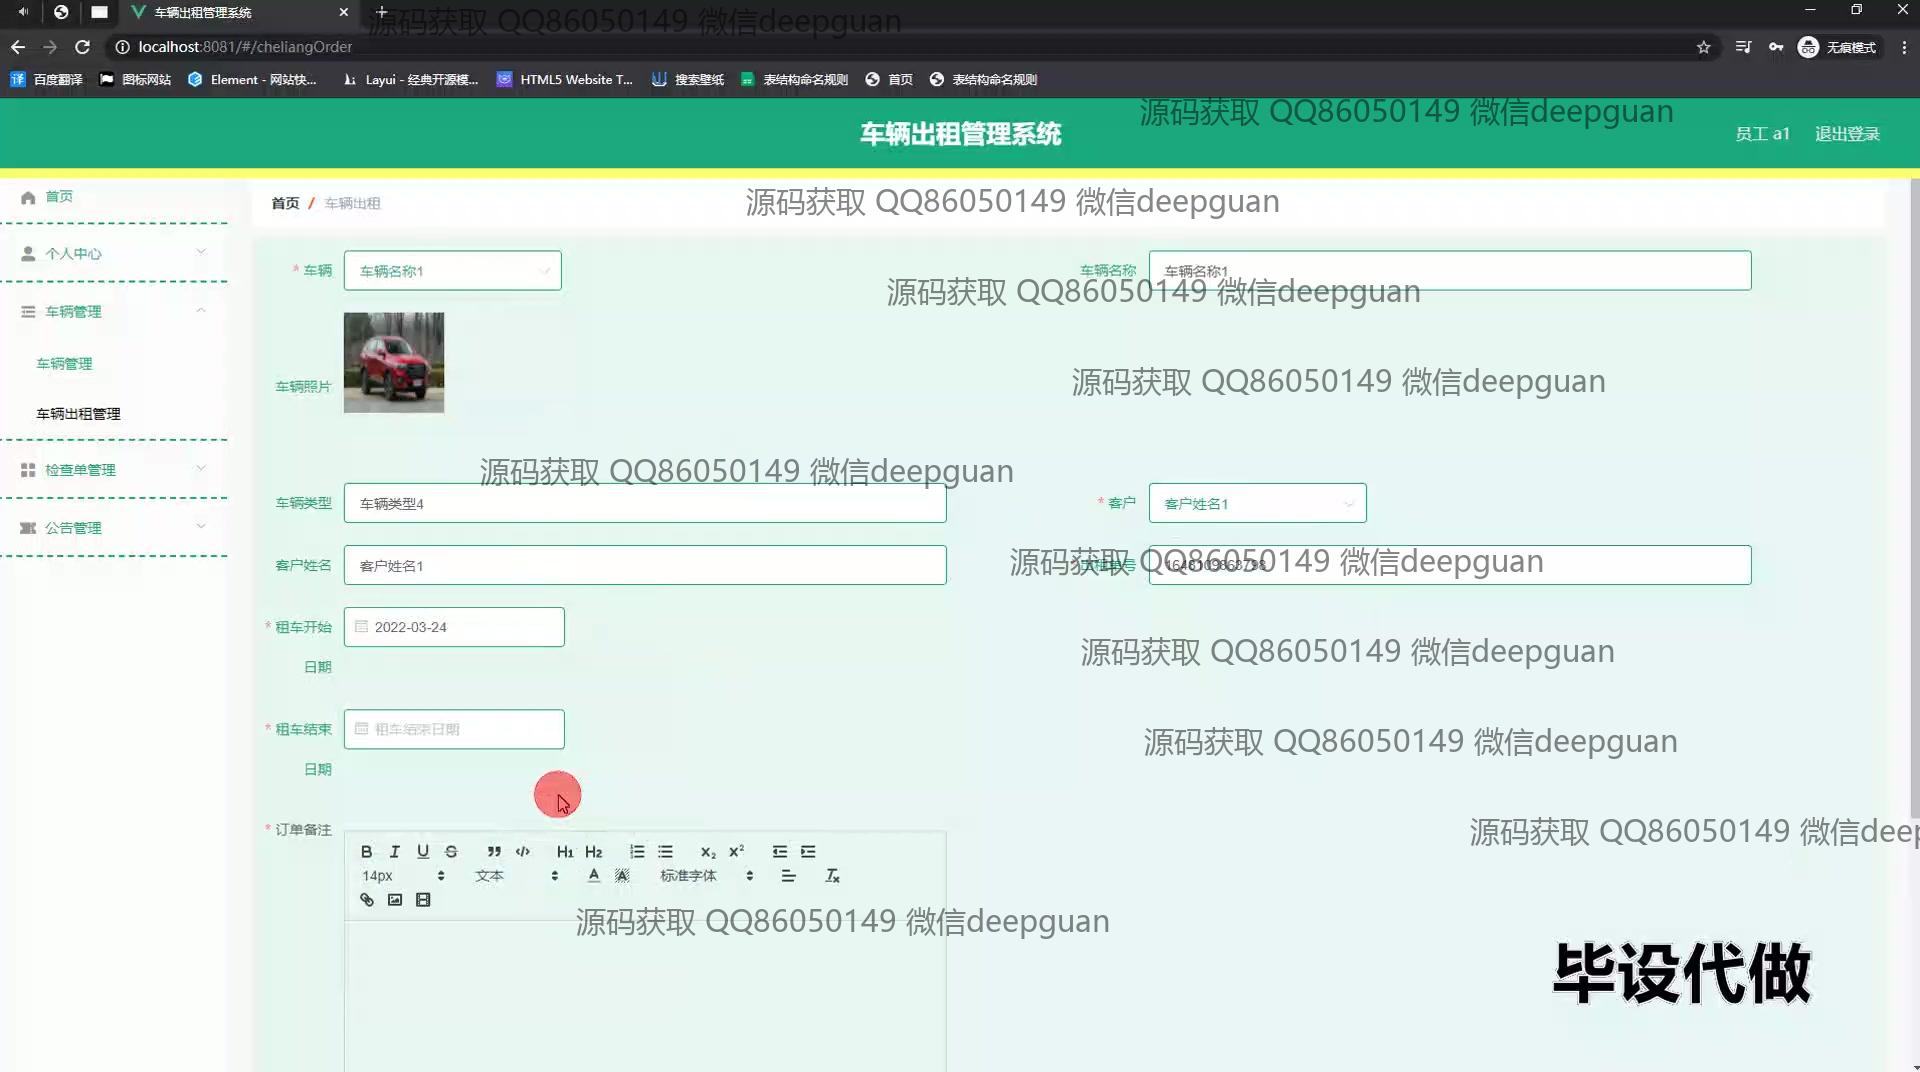 车辆出租管理系统
源码获取 QQ86050149 微信deepguan
localhost:8081/#/cheliangOrder
无痕模式
百度翻译 图标网站 Element - 网站快... Layui - 经典开源模... HTML5 Website T... 搜索壁纸 表结构命名规则 首页 表结构命名规则
源码获取 QQ86050149 微信deepguan
车辆出租管理系统
员工 a1 退出登录
首页
首页 / 车辆出租
源码获取 QQ86050149 微信deepguan
个人中心
* 车辆 车辆名称1
车辆名称 车辆名称1
源码获取 QQ86050149 微信deepguan
车辆管理
车辆管理
车辆照片
源码获取 QQ86050149 微信deepguan
车辆出租管理
检查单管理
源码获取 QQ86050149 微信deepguan
车辆类型 车辆类型4
* 客户 客户姓名1
公告管理
客户姓名 客户姓名1
源码获取 QQ86050149 微信deepguan
* 租车开始
日期
2022-03-24
源码获取 QQ86050149 微信deepguan
* 租车结束
日期
租车结束日期
源码获取 QQ86050149 微信deepguan
* 订单备注
源码获取 QQ86050149 微信deep
B I U S H1 H2 X2 X2
14px 文本 标准字体
源码获取 QQ86050149 微信deepguan
毕设代做